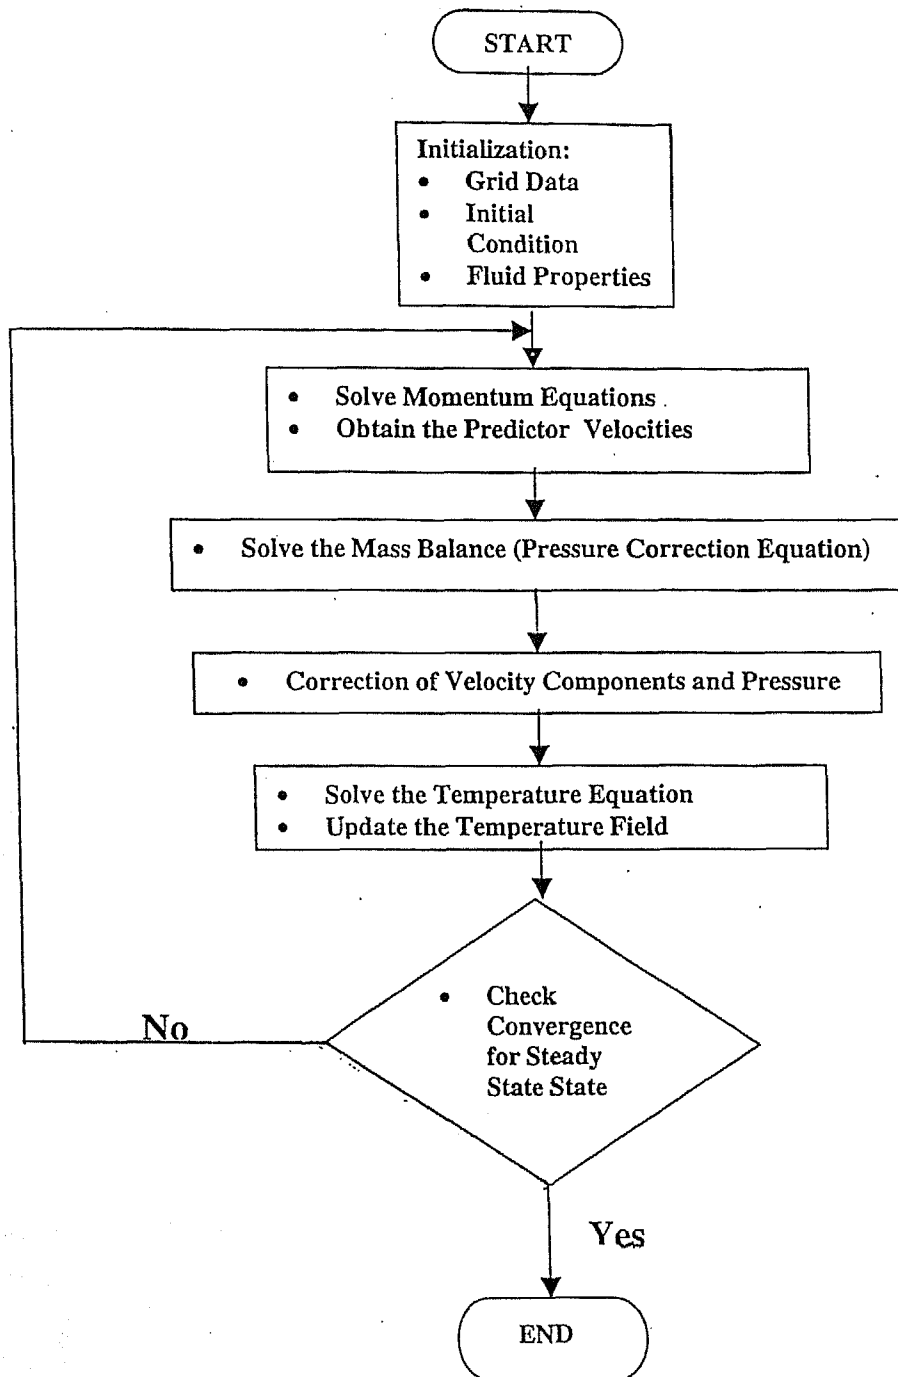 START
Initialization:
• Grid Data
• Initial
Condition
• Fluid Properties
• Solve Momentum Equations
• Obtain the Predictor Velocities
• Solve the Mass Balance (Pressure Correction Equation)
• Correction of Velocity Components and Pressure
• Solve the Temperature Equation
• Update the Temperature Field
• Check
Convergence
for Steady
State State
No
Yes
END